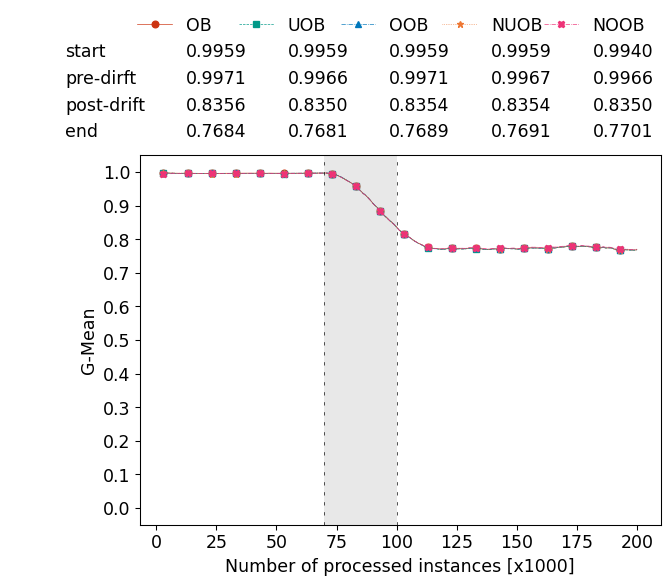 OB UOB OOB NUOB NOOB
start 0.9959 0.9959 0.9959 0.9959 0.9940
pre-dirft 0.9971 0.9966 0.9971 0.9967 0.9966
post-drift 0.8356 0.8350 0.8354 0.8354 0.8350
end 0.7684 0.7681 0.7689 0.7691 0.7701
1.0
0.9
0.8
0.7
0.6
0.5
0.4
0.3
0.2
0.1
0.0
G-Mean
0 25 50 75 100 125 150 175 200
Number of processed instances [x1000]